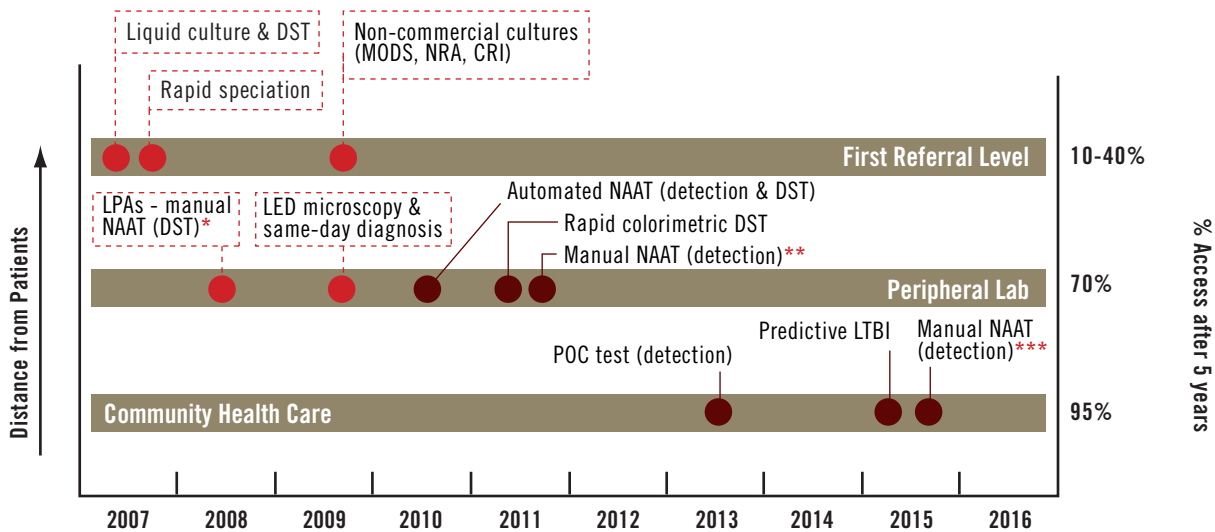 Liquid culture & DST
Non-commercial cultures
(MODS, NRA, CRI)
Rapid speciation
First Referral Level
10-40%
LPAs - manual
NAAT (DST)*
LED microscopy &
same-day diagnosis
Automated NAAT (detection & DST)
Rapid colorimetric DST
Manual NAAT (detection)**
Peripheral Lab
70%
POC test (detection)
Predictive LTBI
Manual NAAT
(detection)***
Community Health Care
95%
Distance from Patients
% Access after 5 years
2007 2008 2009 2010 2011 2012 2013 2014 2015 2016